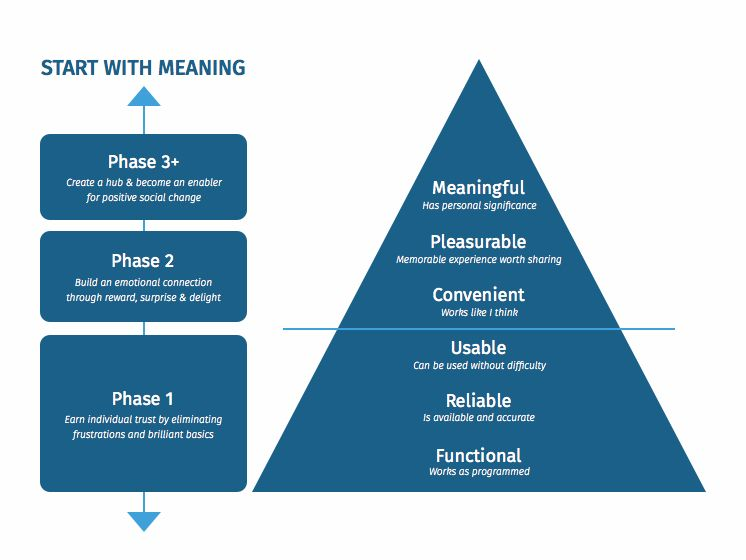 START WITH MEANING
Phase 3+
Create a hub & become an enabler
for positive social change
Phase 2
Build an emotional connection
through reward, surprise & delight
Phase 1
Earn individual trust by eliminating
frustrations and brilliant basics
Meaningful
Has personal significance
Pleasurable
Memorable experience worth sharing
Convenient
Works like I think
Usable
Can be used without difficulty
Reliable
Is available and accurate
Functional
Works as programmed